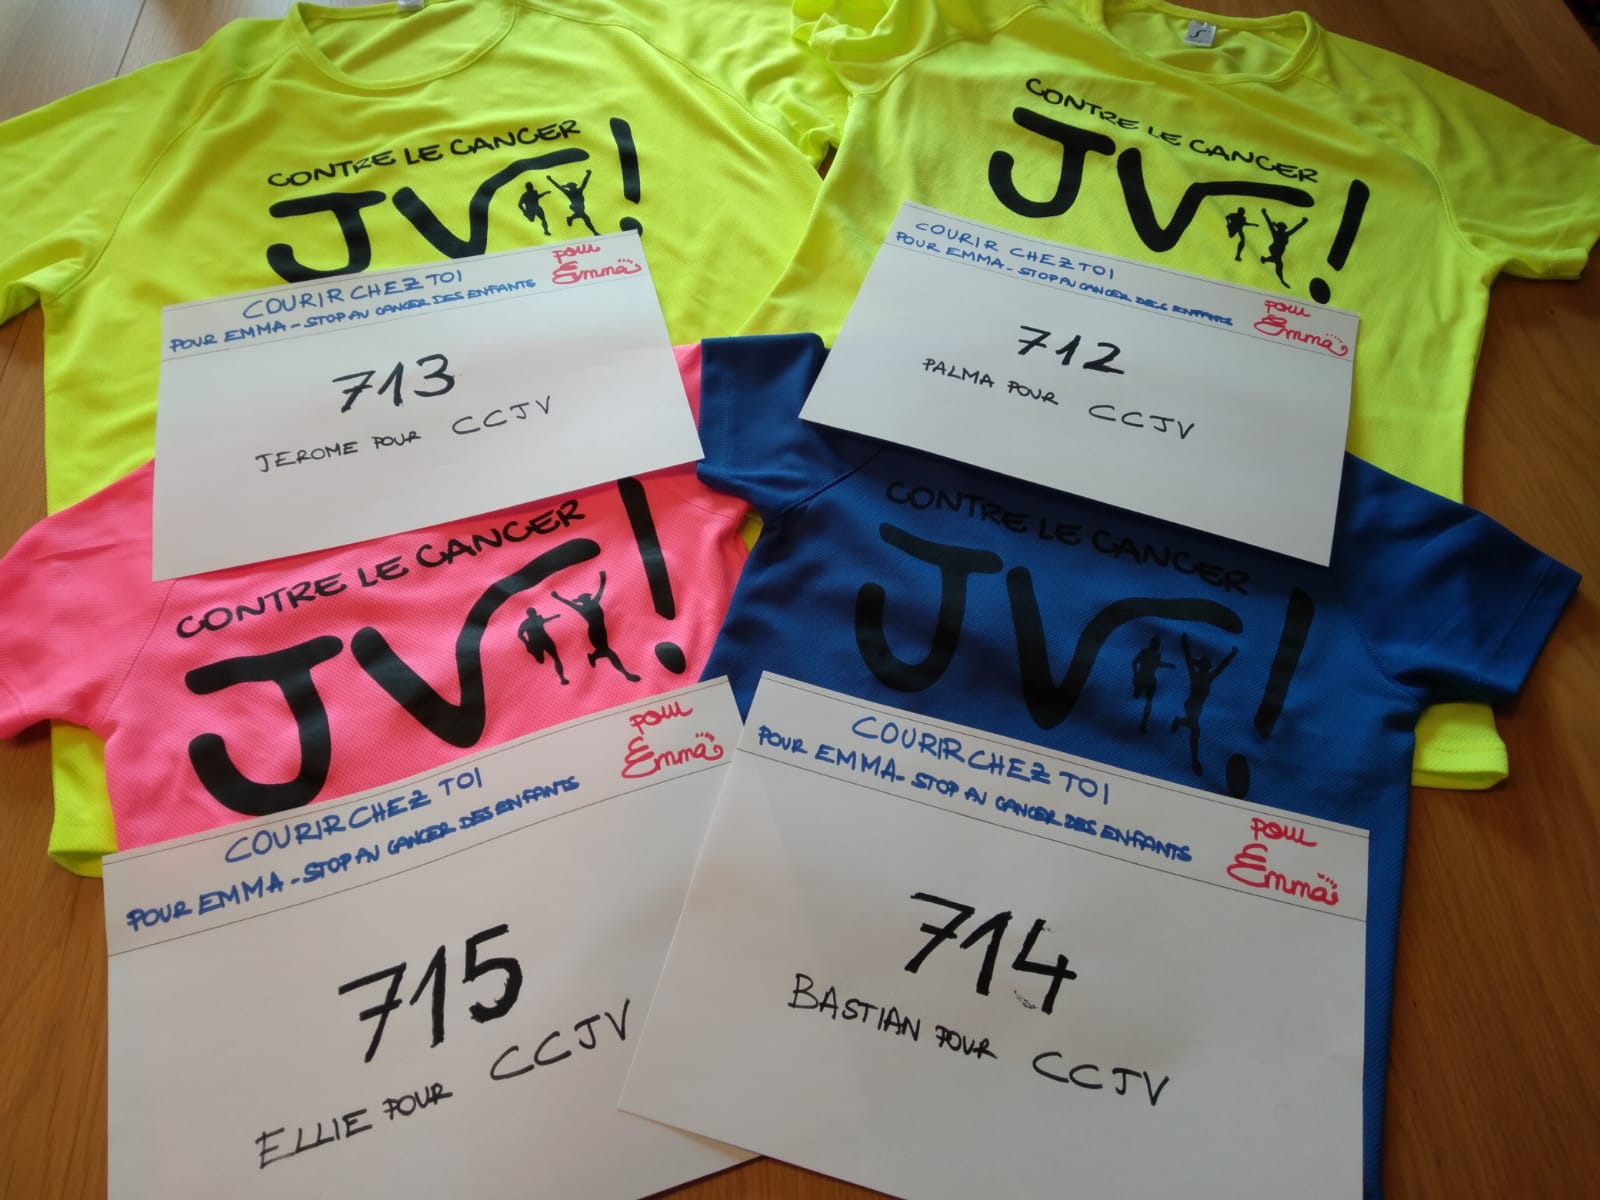 CONTRE LE CANCER
JV !
COURIR CHEZ TOI
POUR EMMA - STOP AU CANCER DES ENFANTS
pour
Emma
713
JEROME POUR CCJV
CONTRE LE CANCER
JV !
COURIR CHEZ TOI
POUR EMMA - STOP AU CANCER DES ENFANTS
pour
Emma
712
PALMA POUR CCJV
CONTRE LE CANCER
JV !
COURIR CHEZ TOI
POUR EMMA - STOP AU CANCER DES ENFANTS
pour
Emma
715
ELLIE POUR CCJV
CONTRE LE CANCER
JV !
COURIR CHEZ TOI
POUR EMMA - STOP AU CANCER DES ENFANTS
pour
Emma
714
BASTIAN POUR CCJV